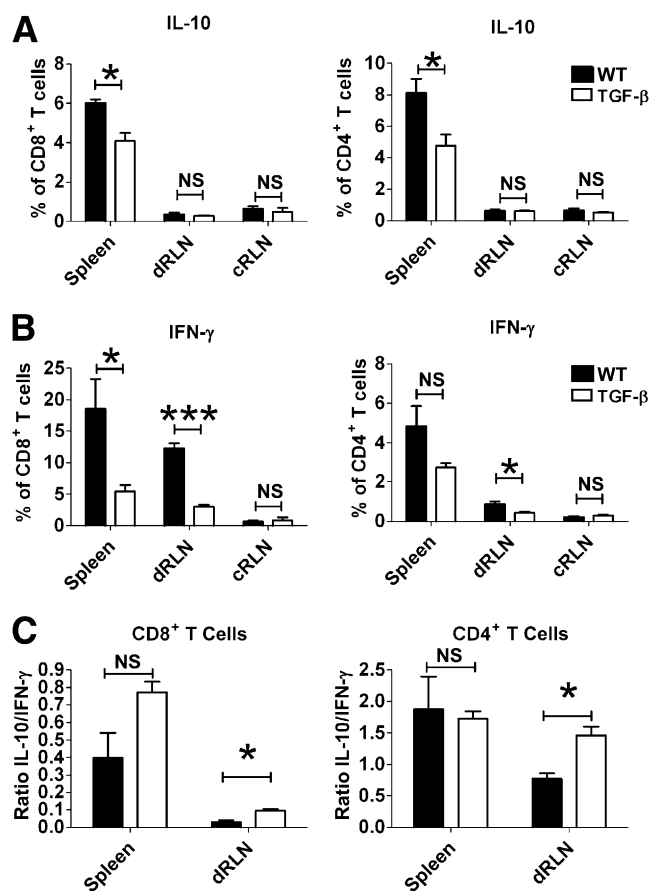 A
IL-10
% of CD8⁺ T cells
8
6
4
2
0
*
NS
NS
Spleen
dRLN
cRLN
IL-10
% of CD4⁺ T cells
10
8
6
4
2
0
*
NS
NS
WT
TGF-β
Spleen
dRLN
cRLN
B
IFN-γ
% of CD8⁺ T cells
25
20
15
10
5
0
*
***
NS
Spleen
dRLN
cRLN
IFN-γ
% of CD4⁺ T cells
8
6
4
2
0
NS
*
NS
WT
TGF-β
Spleen
dRLN
cRLN
C
CD8⁺ T Cells
Ratio IL-10/IFN-γ
0.9
0.8
0.7
0.6
0.5
0.4
0.3
0.2
0.1
0.0
NS
*
Spleen
dRLN
CD4⁺ T Cells
Ratio IL-10/IFN-γ
2.5
2.0
1.5
1.0
0.5
0.0
NS
*
Spleen
dRLN